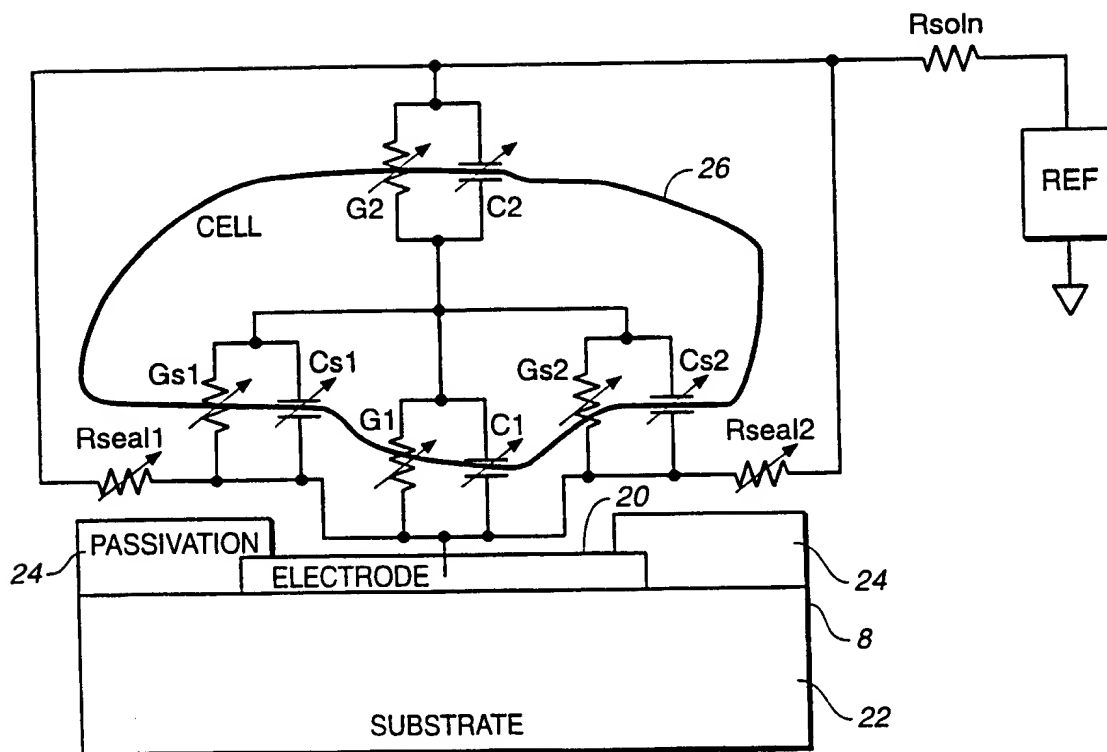 Rsoln
REF
26
G2
C2
CELL
Gs1
Cs1
G1
C1
Gs2
Cs2
Rseal1
Rseal2
20
PASSIVATION
24
ELECTRODE
24
8
22
SUBSTRATE